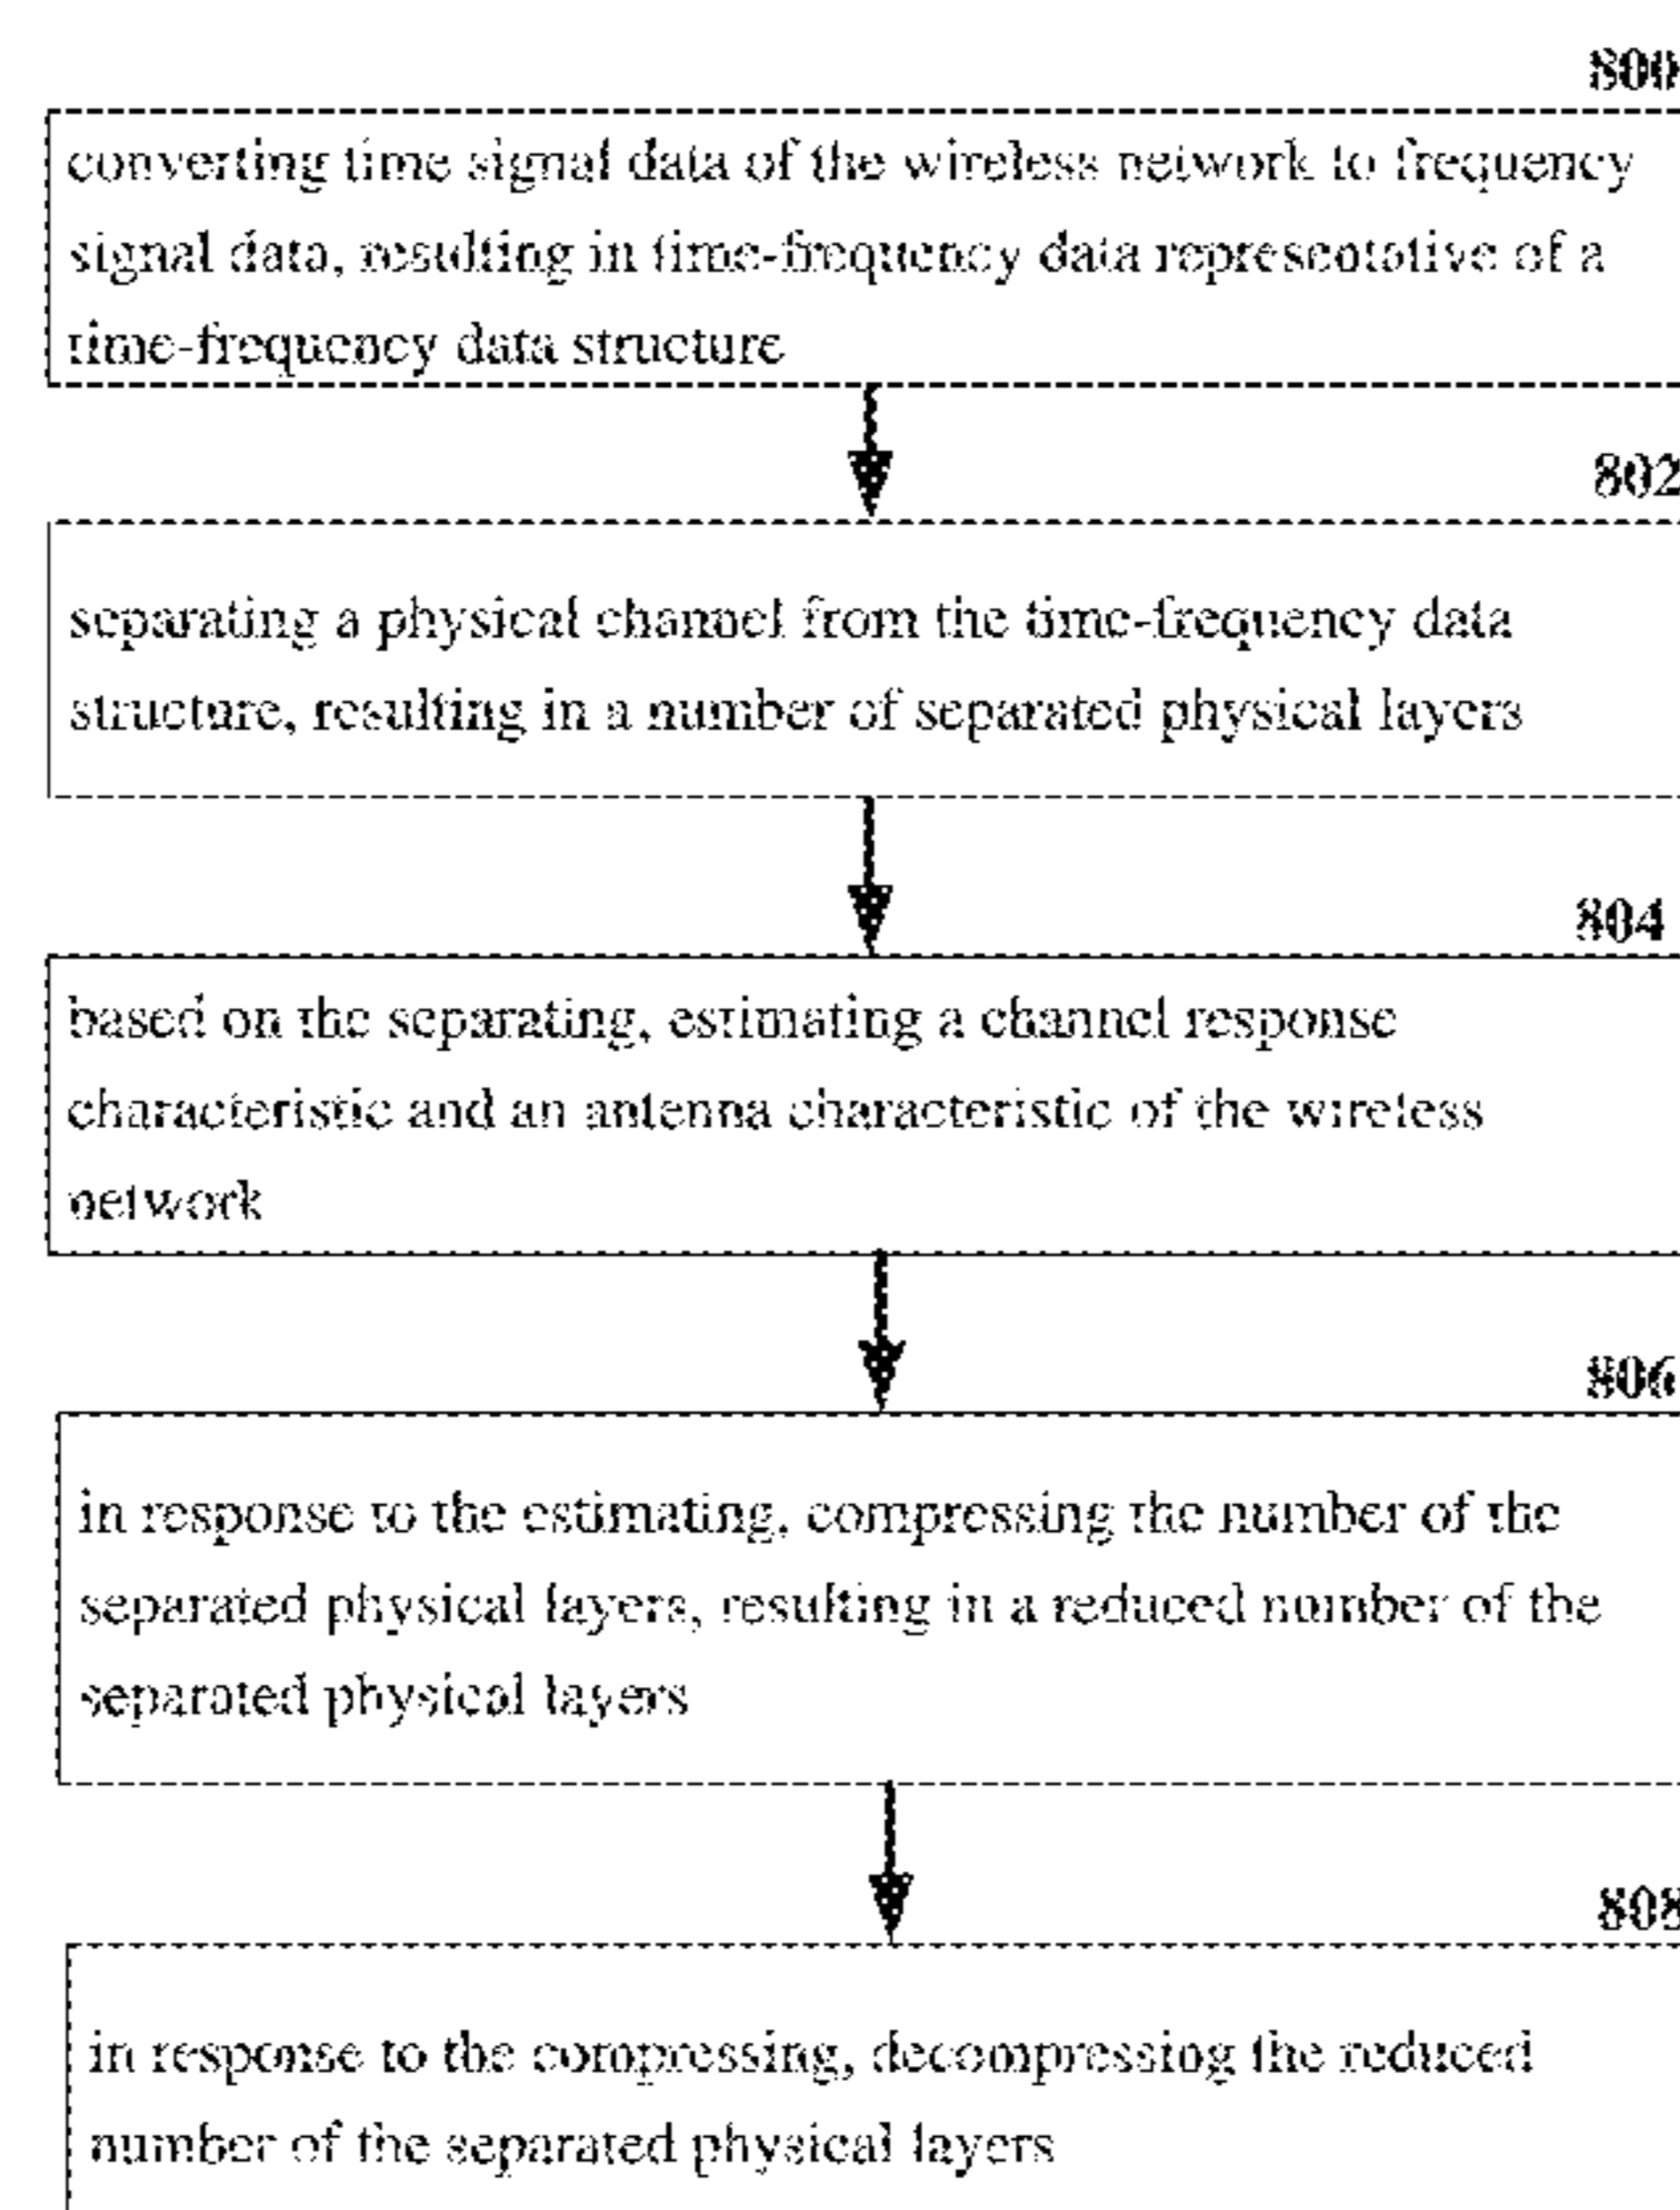 800
converting time signal data of the wireless network to frequency
signal data, resulting in time-frequency data representative of a
time-frequency data structure
802
separating a physical channel from the time-frequency data
structure, resulting in a number of separated physical layers
804
based on the separating, estimating a channel response
characteristic and an antenna characteristic of the wireless
network
806
in response to the estimating, compressing the number of the
separated physical layers, resulting in a reduced number of the
separated physical layers
808
in response to the compressing, decompressing the reduced
number of the separated physical layers